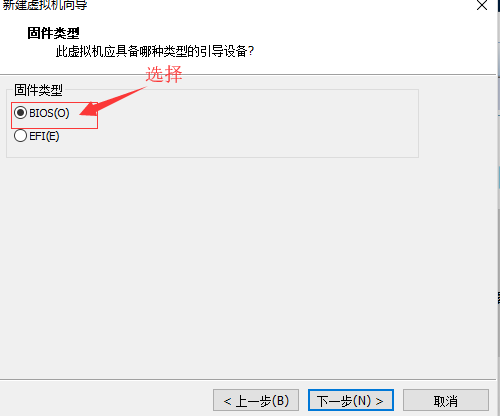 新建虚拟机向导
固件类型
此虚拟机应具备哪种类型的引导设备?
选择
固件类型
BIOS(O)
EFI(E)
< 上一步(B)
下一步(N) >
取消